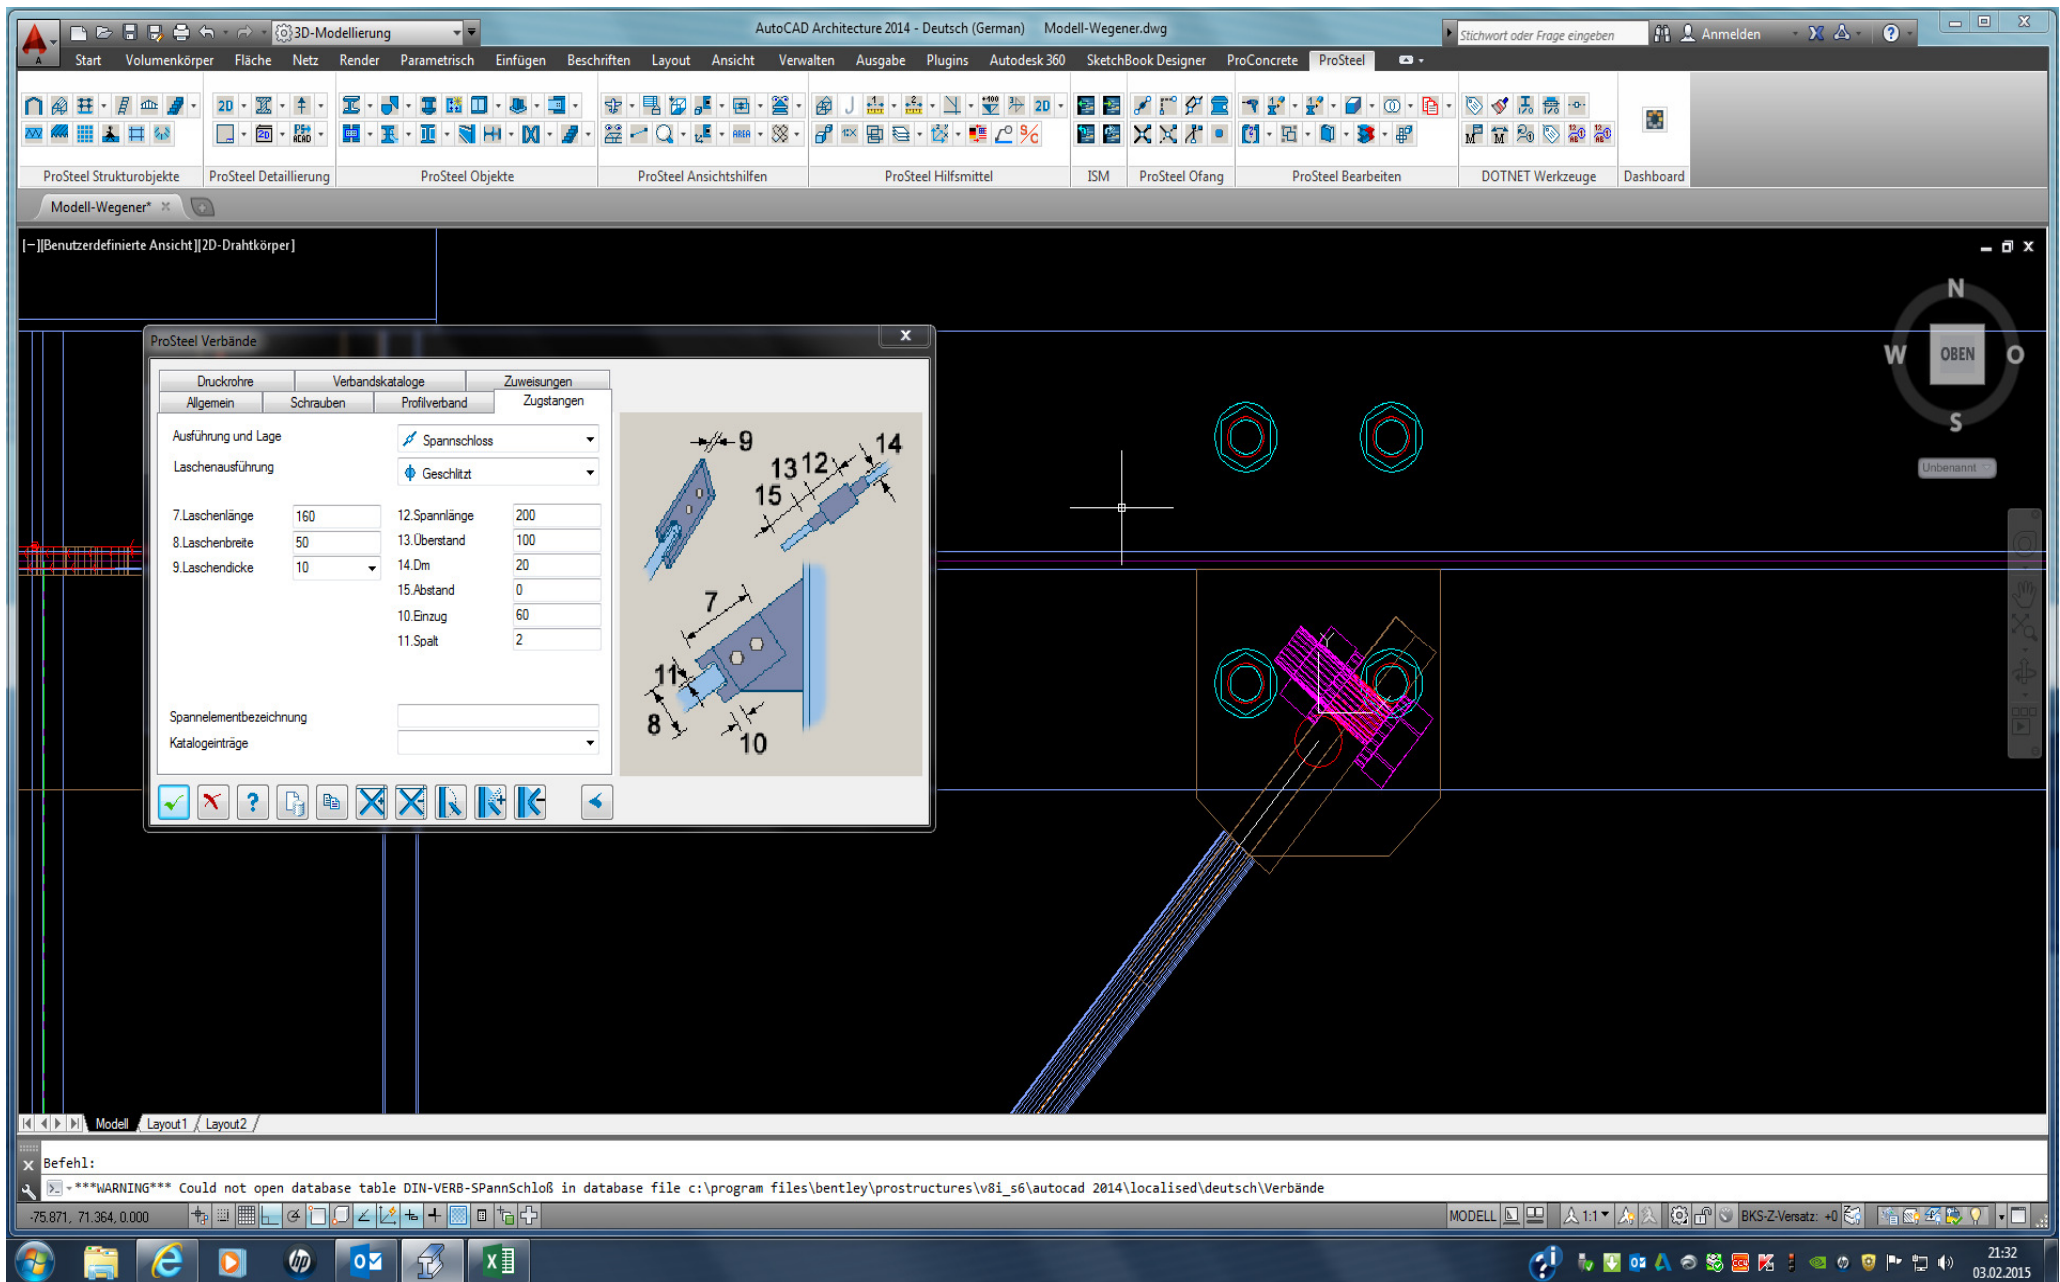 3D-Modellierung
AutoCAD Architecture 2014 - Deutsch (German) Modell-Wegener.dwg
Stichwort oder Frage eingeben
Anmelden
Start Volumenkörper Fläche Netz Render Parametrisch Einfügen Beschriften Layout Ansicht Verwalten Ausgabe Plugins Autodesk 360 SketchBook Designer ProConcrete ProSteel
ProSteel Strukturobjekte ProSteel Detaillierung ProSteel Objekte ProSteel Ansichtshilfen ProSteel Hilfsmittel ISM ProSteel Ofang ProSteel Bearbeiten DOTNET Werkzeuge Dashboard
Modell-Wegener*
[−][Benutzerdefinierte Ansicht][2D-Drahtkörper]
N
W OBEN O
S
Unbenannt
ProSteel Verbände
Druckrohre Verbandskataloge Zuweisungen
Allgemein Schrauben Profilverband Zugstangen
Ausführung und Lage Spannschloss
Laschenausführung Geschlitzt
7.Laschenlänge 160 12.Spannlänge 200
8.Laschenbreite 50 13.Überstand 100
9.Laschendicke 10 14.Dm 20
15.Abstand 0
10.Einzug 60
11.Spalt 2
Spannelementbezeichnung
Katalogeinträge
9 14
13 12
15
7
11
8
10
Y
Modell Layout1 Layout2
Befehl:
***WARNING*** Could not open database table DIN-VERB-SPannSchloß in database file c:\program files\bentley\prostructures\v8i_s6\autocad 2014\localised\deutsch\Verbände
-75.871, 71.364, 0.000
MODELL 1:1 BKS-Z-Versatz: +0
21:32
03.02.2015